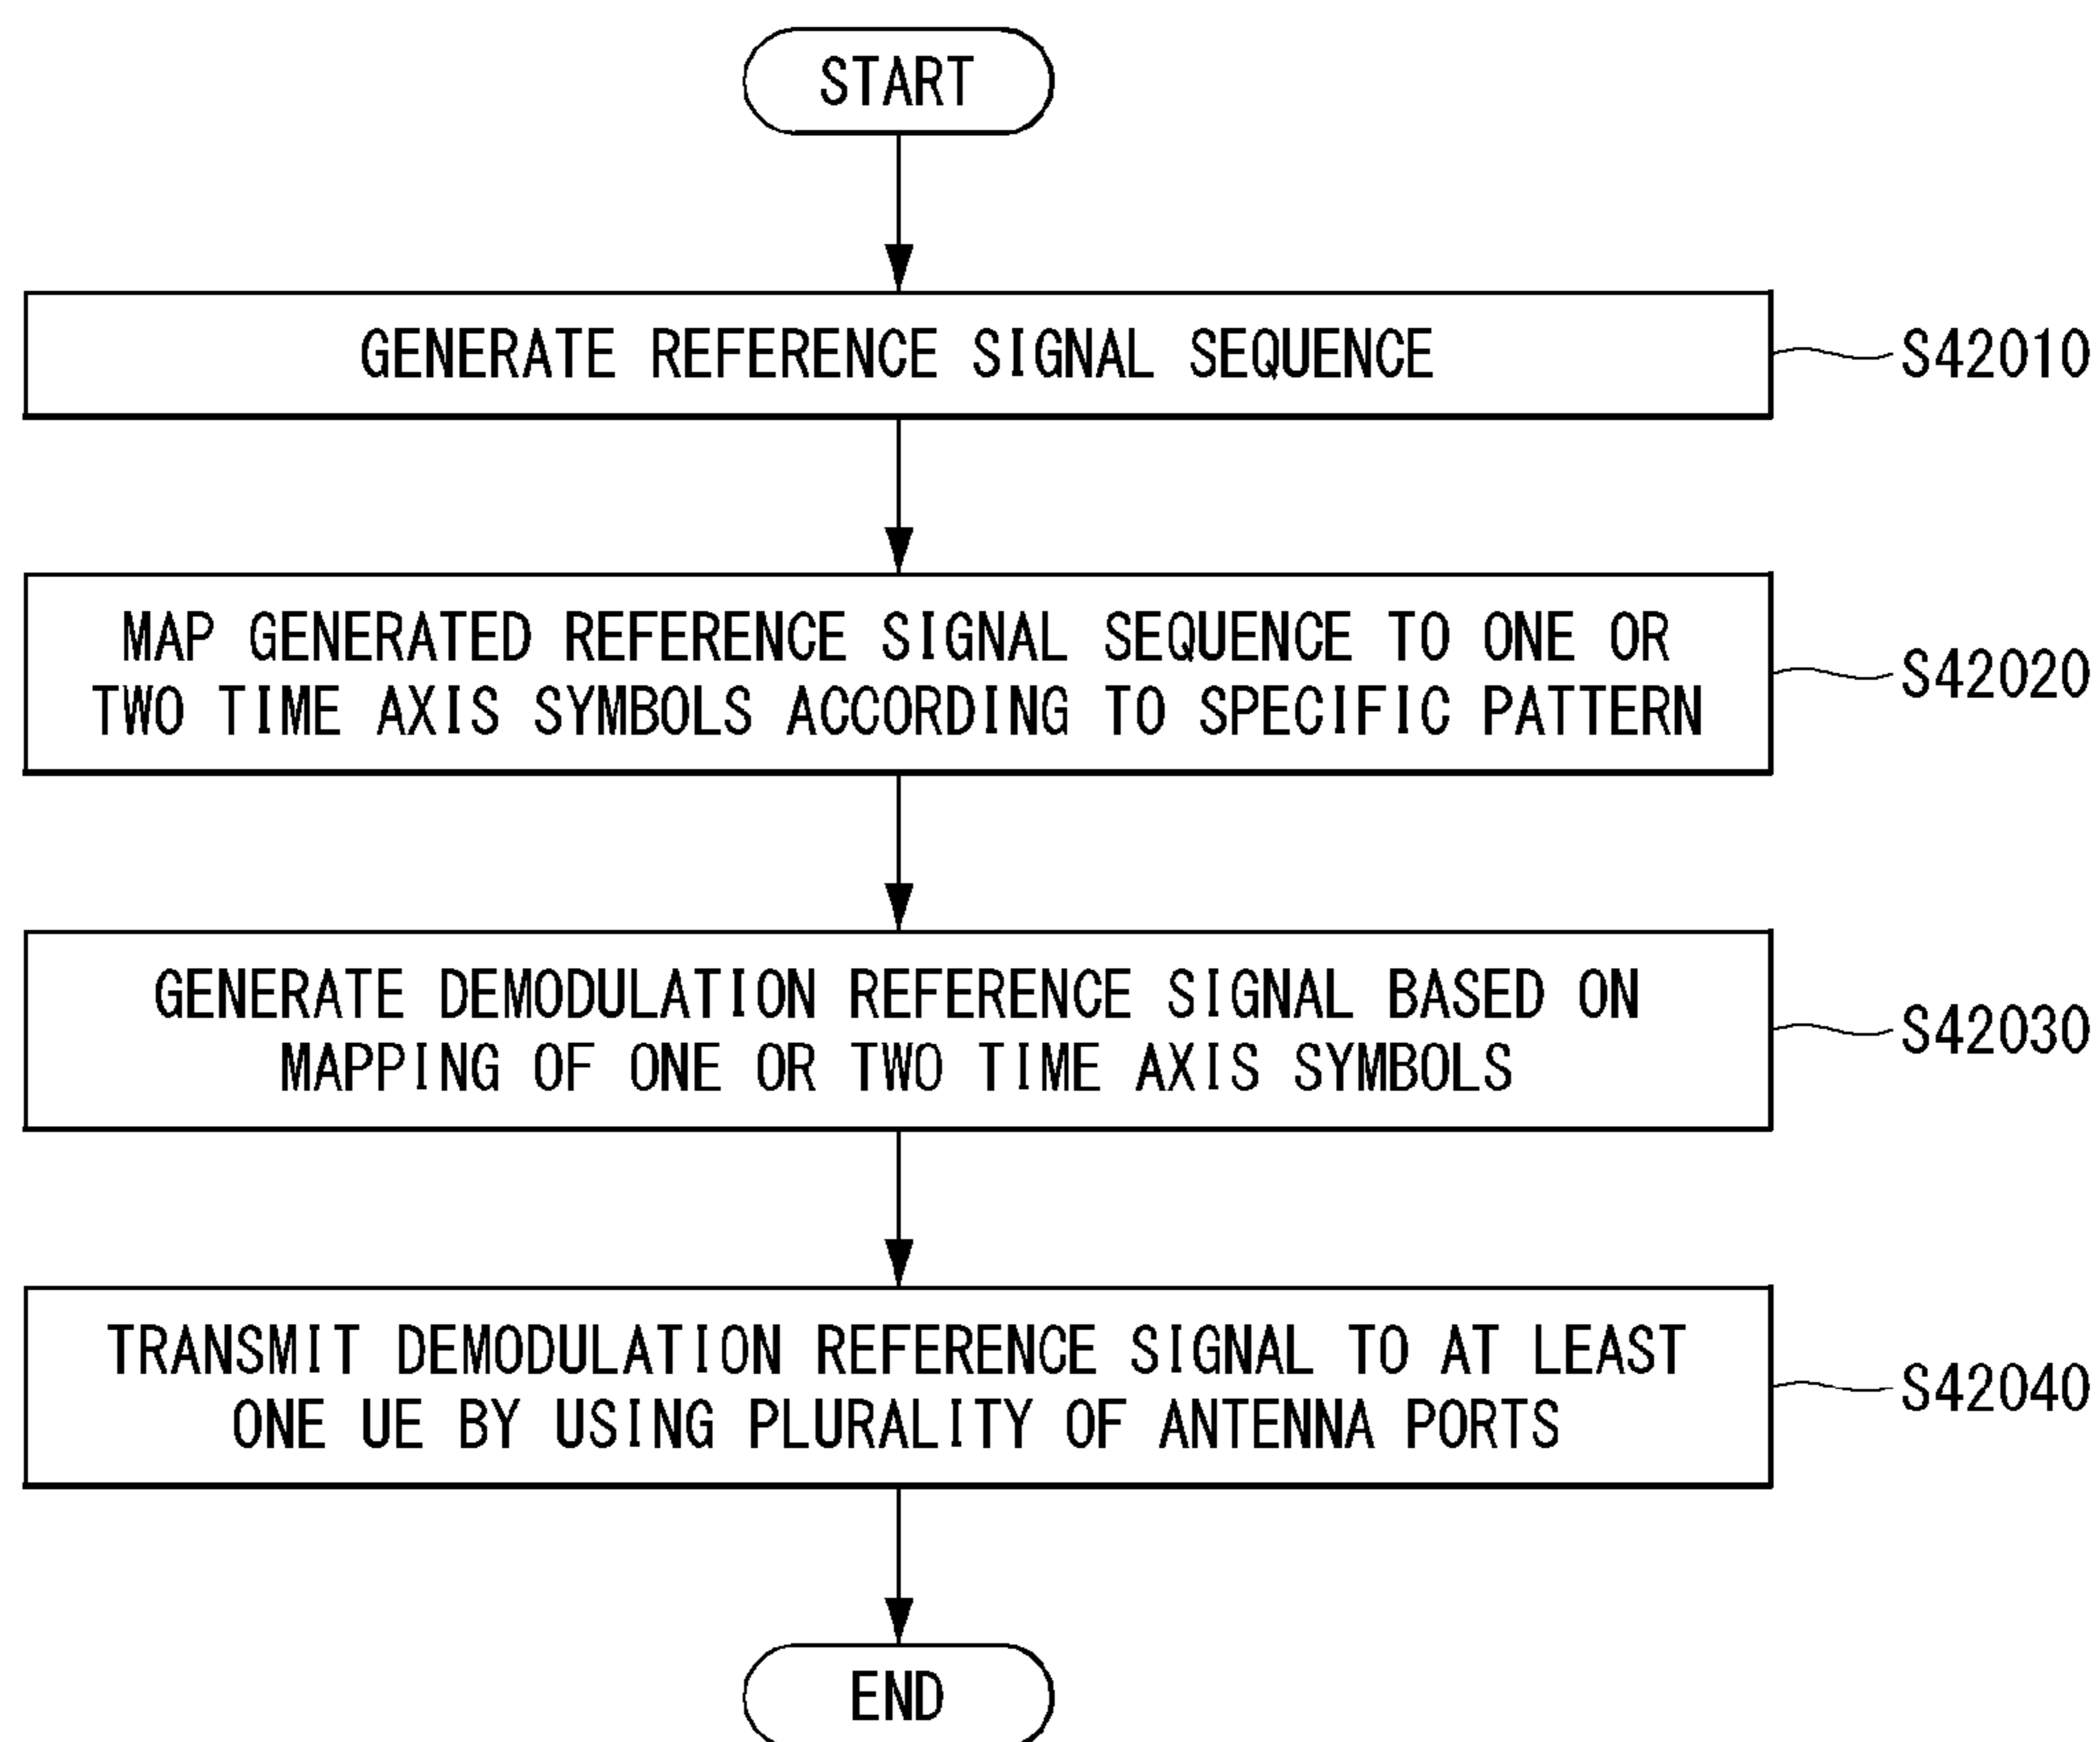 START
GENERATE REFERENCE SIGNAL SEQUENCE
S42010
MAP GENERATED REFERENCE SIGNAL SEQUENCE TO ONE OR
TWO TIME AXIS SYMBOLS ACCORDING TO SPECIFIC PATTERN
S42020
GENERATE DEMODULATION REFERENCE SIGNAL BASED ON
MAPPING OF ONE OR TWO TIME AXIS SYMBOLS
S42030
TRANSMIT DEMODULATION REFERENCE SIGNAL TO AT LEAST
ONE UE BY USING PLURALITY OF ANTENNA PORTS
S42040
END